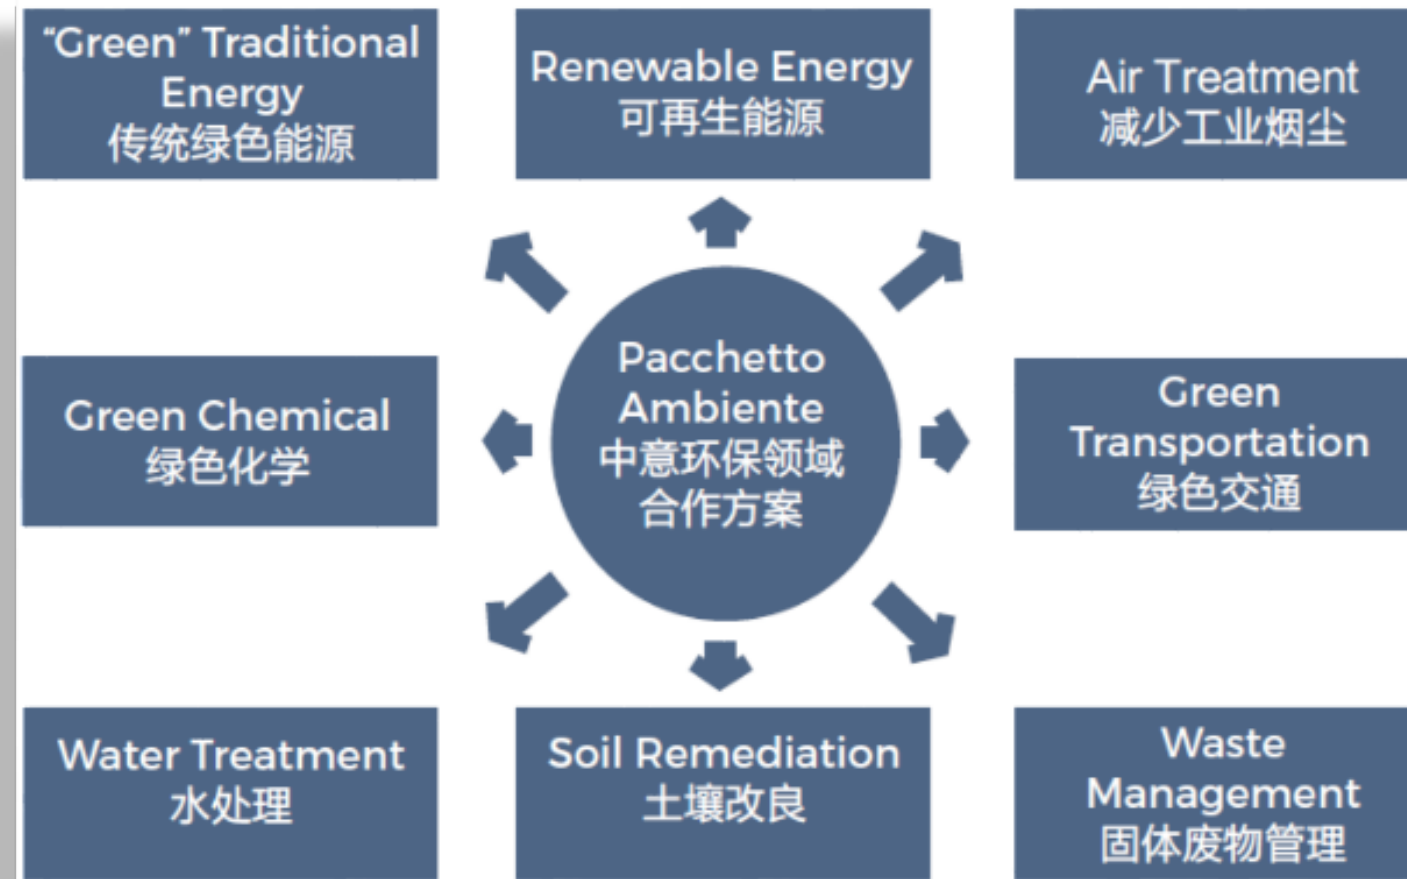 “Green” Traditional
Energy
传统绿色能源
Renewable Energy
可再生能源
Air Treatment
减少工业烟尘
Green Chemical
绿色化学
Pacchetto
Ambiente
中意环保领域
合作方案
Green
Transportation
绿色交通
Water Treatment
水处理
Soil Remediation
土壤改良
Waste
Management
固体废物管理